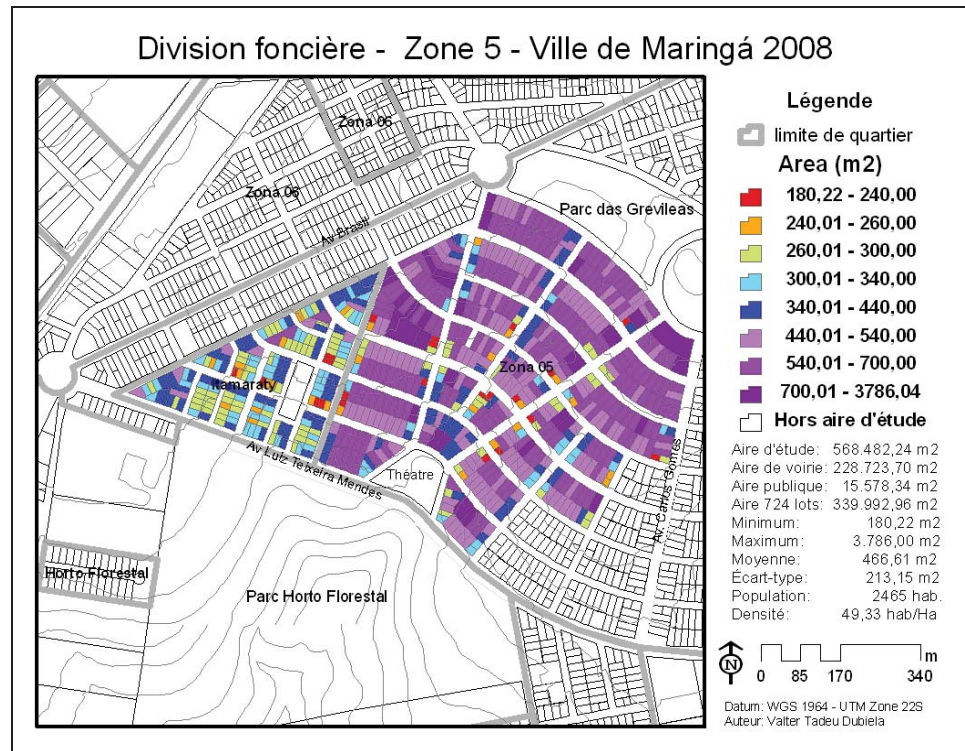 Division foncière - Zone 5 - Ville de Maringá 2008
Zona 06
Zona 06
Av Brasil
Parc das Grevileas
Zona 05
Itamaraty
Av Luiz Teixeira Mendes
Théatre
Av. Carlos Gomes
Horto Florestal
Parc Horto Florestal
Légende
limite de quartier
Area (m2)
180,22 - 240,00
240,01 - 260,00
260,01 - 300,00
300,01 - 340,00
340,01 - 440,00
440,01 - 540,00
540,01 - 700,00
700,01 - 3786,04
Hors aire d'étude
Aire d'étude: 568.482,24 m2
Aire de voirie: 228.723,70 m2
Aire publique: 15.578,34 m2
Aire 724 lots: 339.992,96 m2
Minimum: 180,22 m2
Maximum: 3.786,00 m2
Moyenne: 466,61 m2
Écart-type: 213,15 m2
Population: 2465 hab.
Densité: 49,33 hab/Ha
N
m
0 85 170 340
Datum: WGS 1964 - UTM Zone 22S
Auteur: Valter Tadeu Dubiela